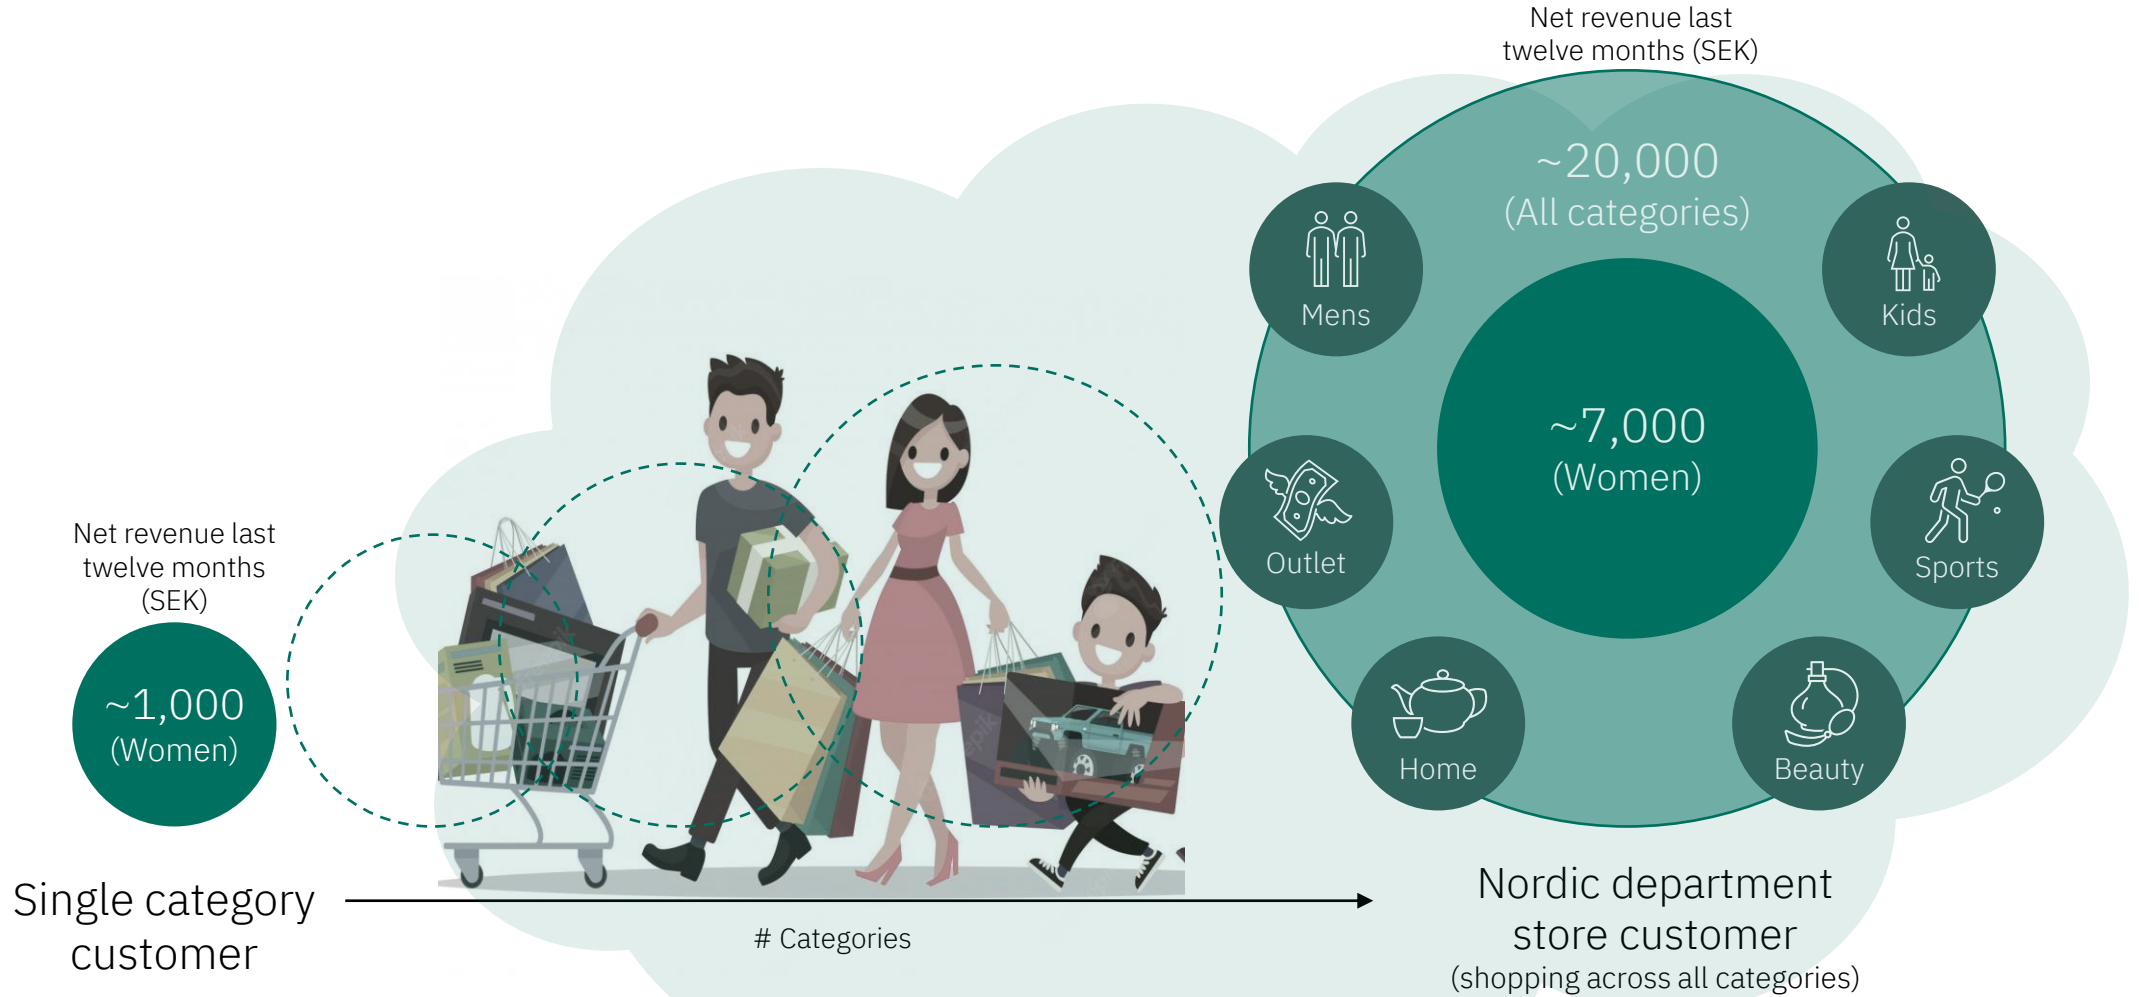 Net revenue last
twelve months
(SEK)
~1,000
(Women)
Single category
customer
# Categories
Net revenue last
twelve months (SEK)
~20,000
(All categories)
Mens
Kids
~7,000
(Women)
Outlet
Sports
Home
Beauty
Nordic department
store customer
(shopping across all categories)